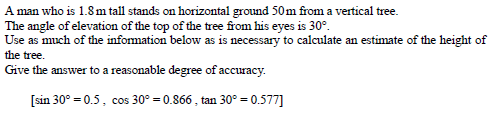 A man who is 1.8 m tall stands on horizontal ground 50m from a vertical tree.
The angle of elevation of the top of the tree from his eyes is 30°.
Use as much of the information below as is necessary to calculate an estimate of the height of
the tree.
Give the answer to a reasonable degree of accuracy.
[sin 30° = 0.5 , cos 30° = 0.866 , tan 30° = 0.577]